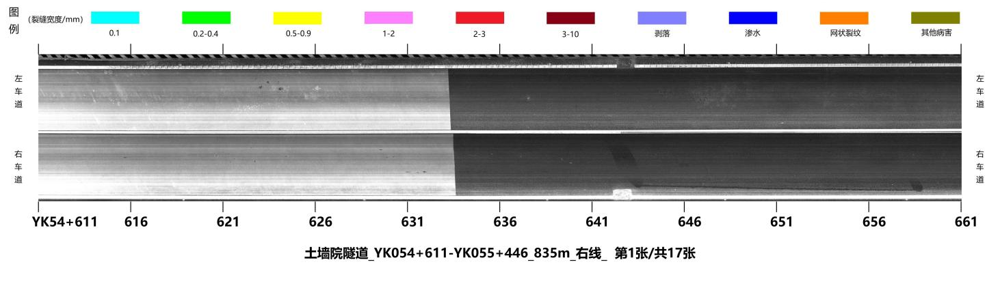 图例
(裂缝宽度/mm)
0.1 0.2-0.4 0.5-0.9 1-2 2-3 3-10 剥落 渗水 网状裂纹 其他病害
左车道 左车道
右车道 右车道
YK54+611 616 621 626 631 636 641 646 651 656 661
土墙院隧道_YK054+611-YK055+446_835m_右线_ 第1张/共17张